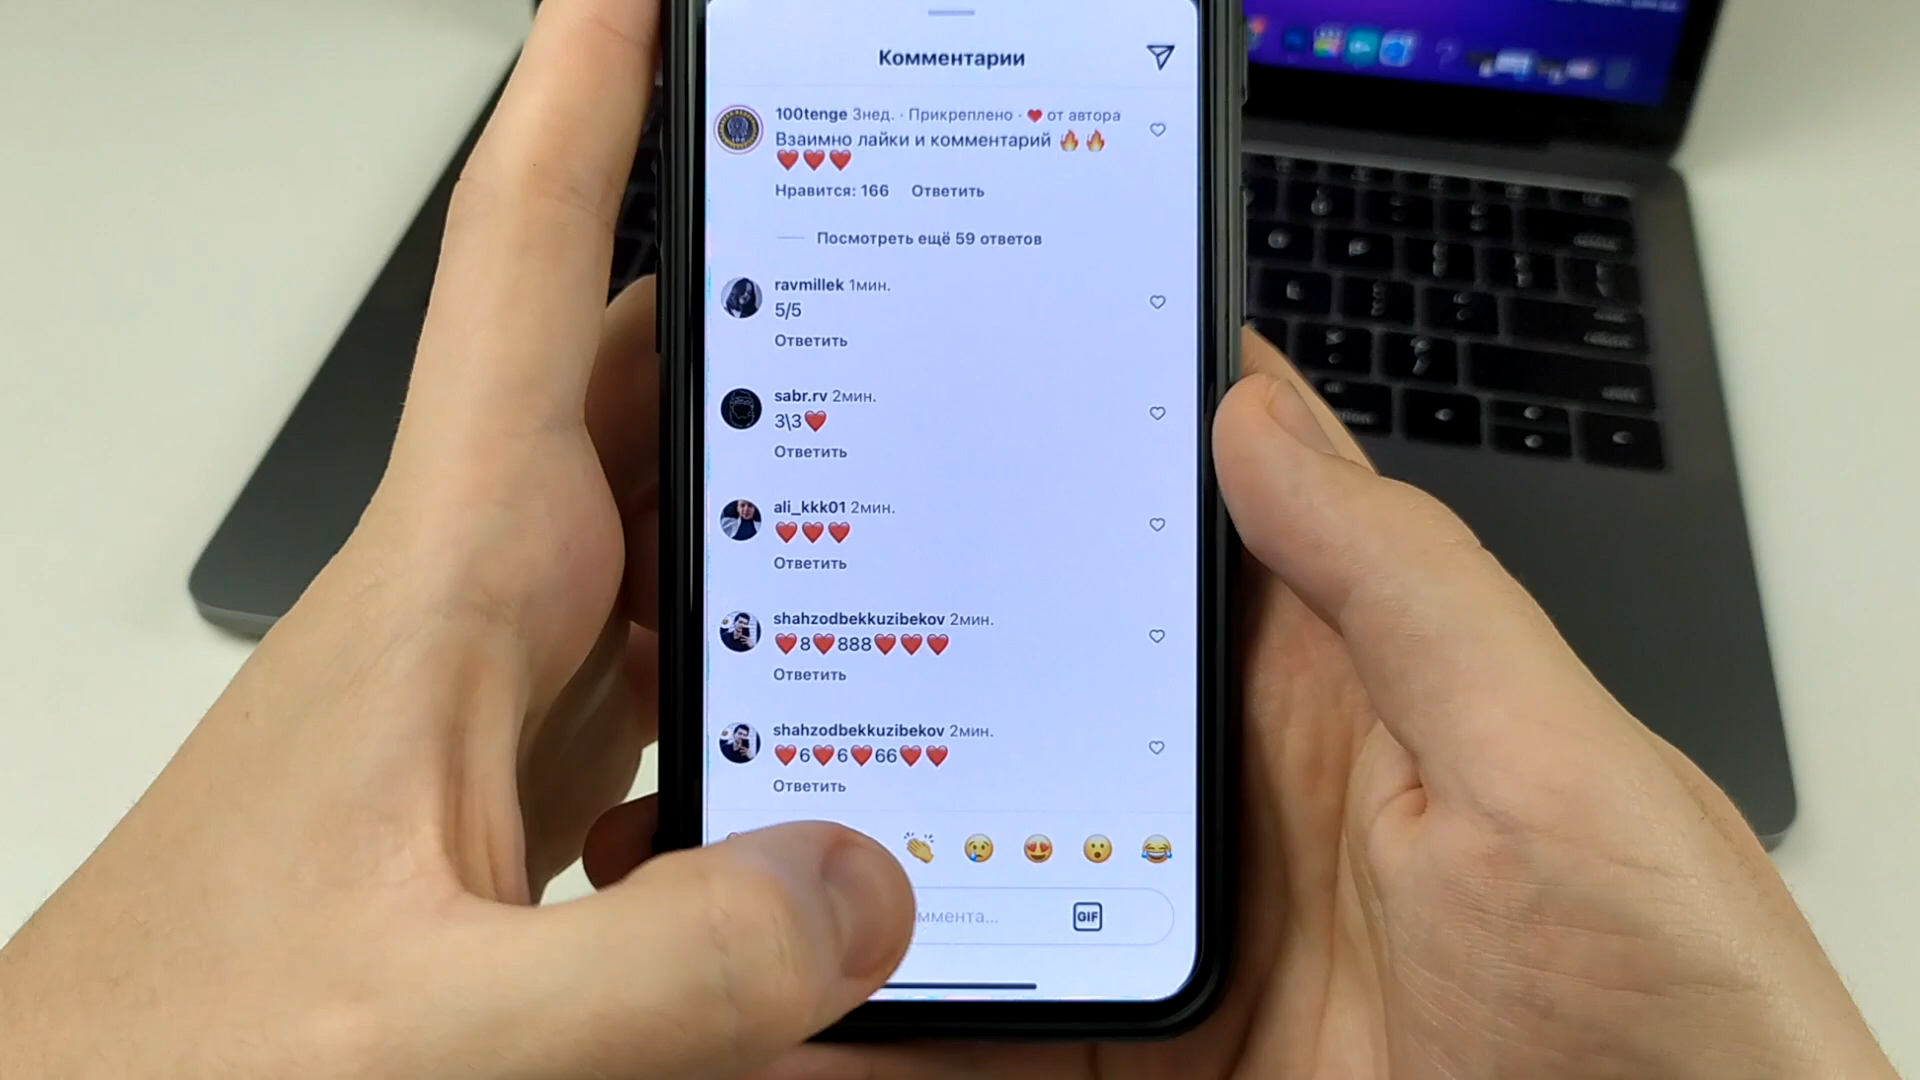 Комментарии
100tenge 3нед. · Прикреплено · ❤️ от автора
Взаимно лайки и комментарий 🔥🔥
❤️❤️❤️
Нравится: 166 Ответить
Посмотреть ещё 59 ответов
ravmillek 1мин.
5/5
Ответить
sabr.rv 2мин.
3\3❤️
Ответить
ali_kkk01 2мин.
❤️❤️❤️
Ответить
shahzodbekkuzibekov 2мин.
❤️8❤️888❤️❤️❤️
Ответить
shahzodbekkuzibekov 2мин.
❤️6❤️6❤️66❤️❤️
Ответить
GIF